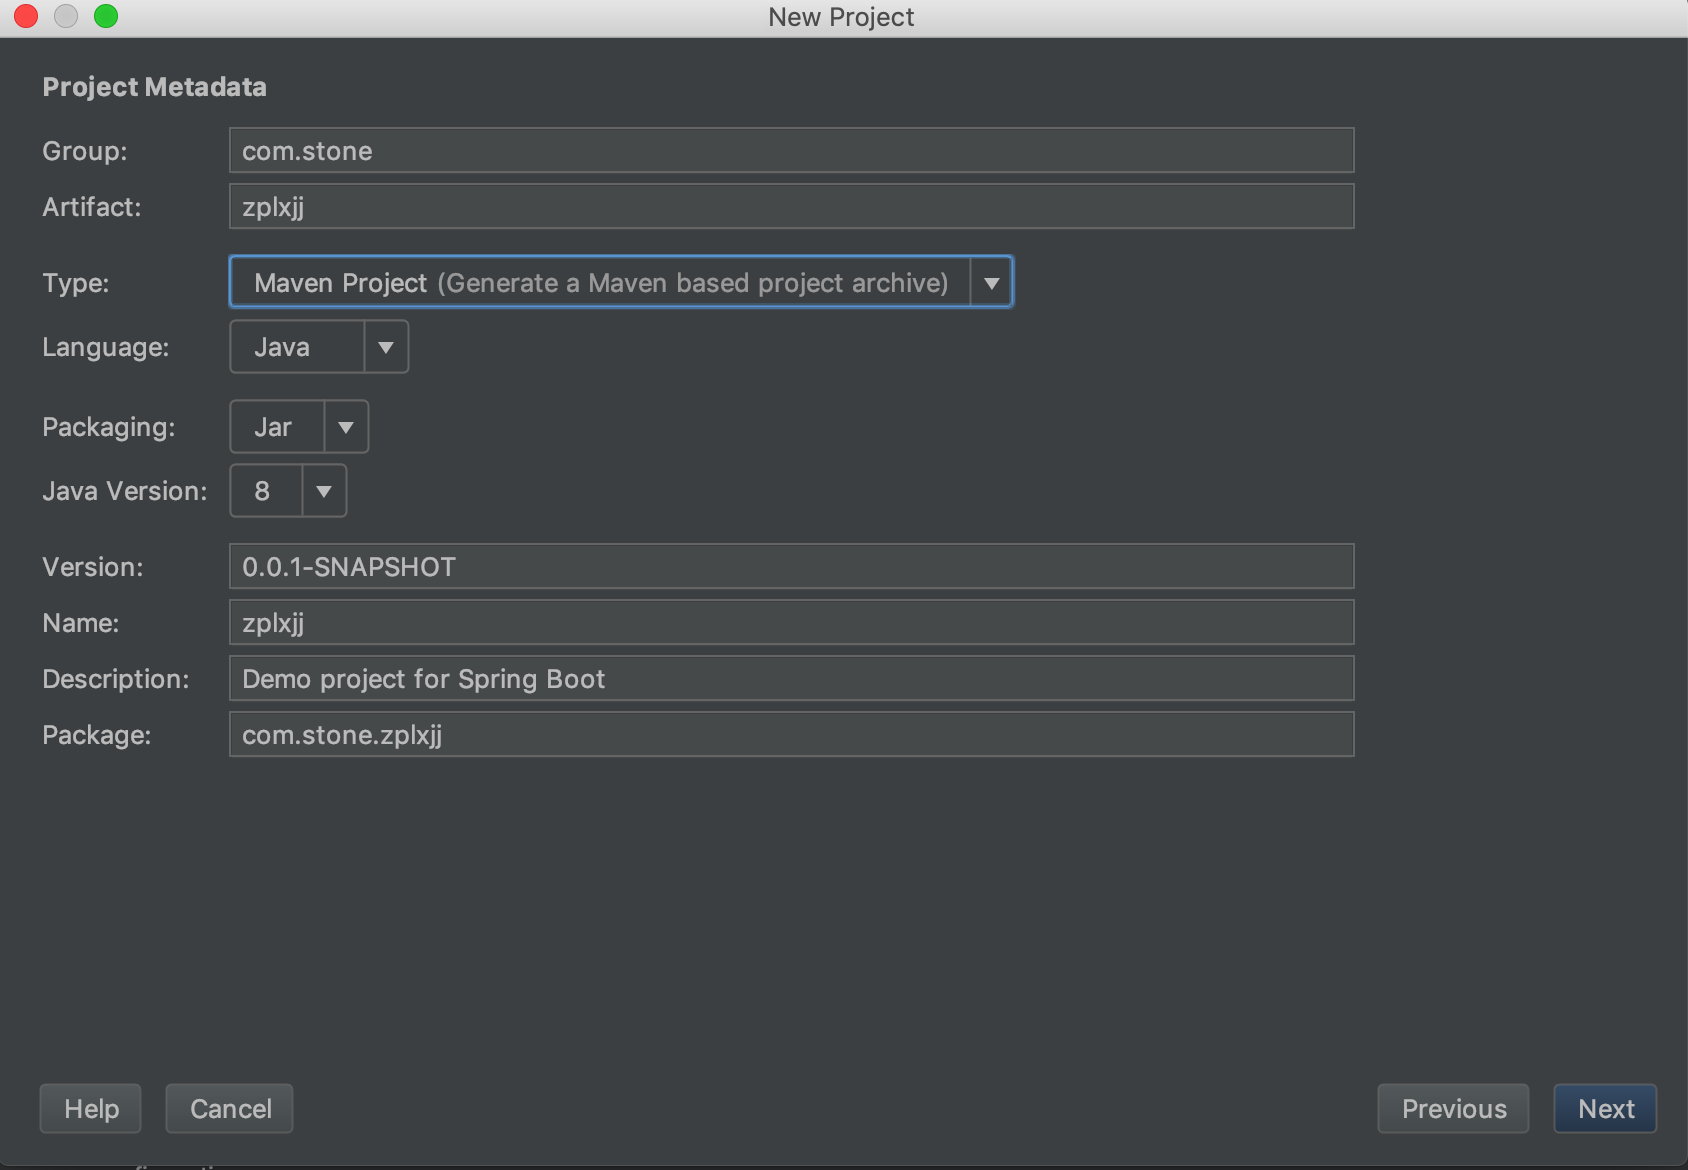 New Project
Project Metadata
Group: com.stone
Artifact: zplxjj
Type: Maven Project (Generate a Maven based project archive)
Language: Java
Packaging: Jar
Java Version: 8
Version: 0.0.1-SNAPSHOT
Name: zplxjj
Description: Demo project for Spring Boot
Package: com.stone.zplxjj
Help Cancel Previous Next